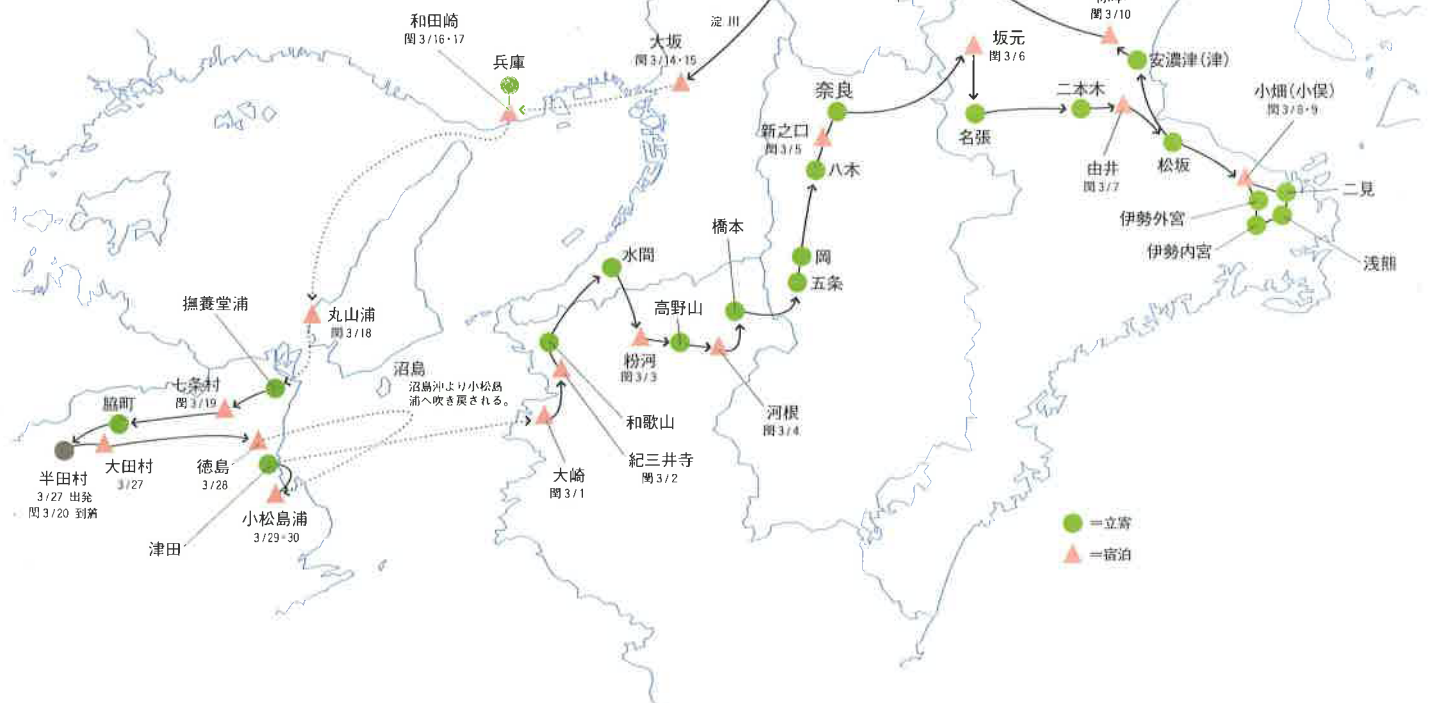 閏3/10
和田崎
閏3/16・17
淀川
大坂
閏3/14・15
兵庫
坂元
閏3/6
安濃津(津)
奈良
二本木
小畑(小俣)
閏3/8・9
新之口
閏3/5
名張
八木
由井
閏3/7
松坂
二見
伊勢外宮
伊勢内宮
浅熊
橋本
水間
岡
五条
撫養堂浦
丸山浦
閏3/18
高野山
粉河
閏3/3
沼島
沼島沖より小松島
浦へ吹き戻される。
七条村
閏3/19
脇町
河根
閏3/4
和歌山
紀三井寺
閏3/2
大崎
閏3/1
半田村
3/27 出発
閏3/20 到着
大田村
3/27
徳島
3/28
小松島浦
3/29・30
津田
=立寄
=宿泊